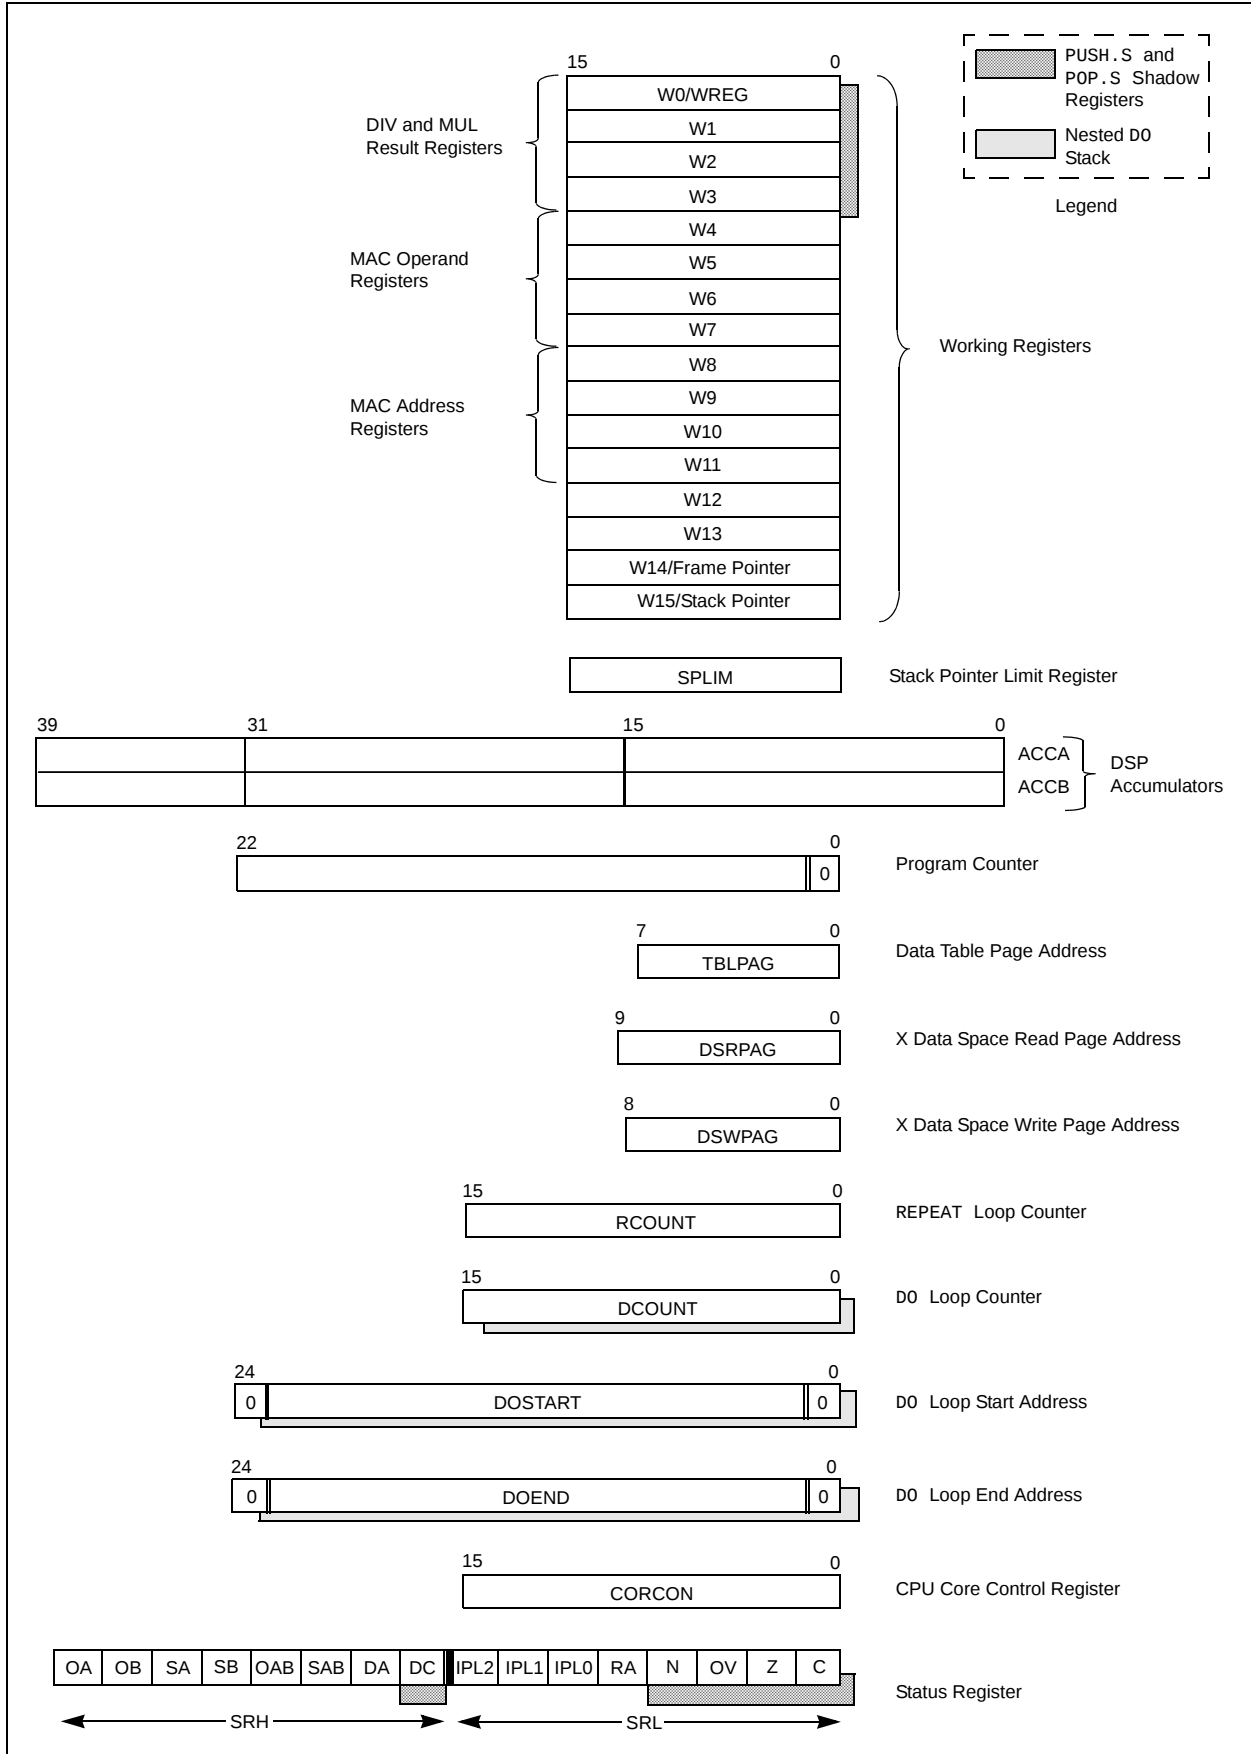 PUSH.S and
POP.S Shadow
Registers
Nested DO
Stack
Legend
15 0
W0/WREG
W1
W2
W3
DIV and MUL
Result Registers
W4
W5
W6
W7
MAC Operand
Registers
W8
W9
W10
W11
MAC Address
Registers
W12
W13
W14/Frame Pointer
W15/Stack Pointer
Working Registers
SPLIM Stack Pointer Limit Register
39 31 15 0
ACCA
ACCB
DSP
Accumulators
22 0
0 Program Counter
7 0
TBLPAG Data Table Page Address
9 0
DSRPAG X Data Space Read Page Address
8 0
DSWPAG X Data Space Write Page Address
15 0
RCOUNT REPEAT Loop Counter
15 0
DCOUNT DO Loop Counter
24 0
0 DOSTART 0 DO Loop Start Address
24 0
0 DOEND 0 DO Loop End Address
15 0
CORCON CPU Core Control Register
OA OB SA SB OAB SAB DA DC IPL2 IPL1 IPL0 RA N OV Z C
Status Register
SRH SRL